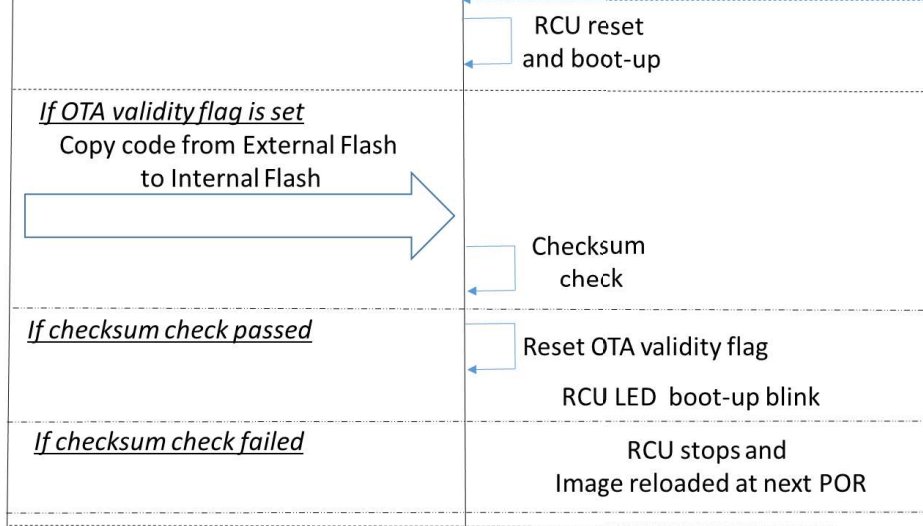 RCU reset
and boot-up
If OTA validity flag is set
Copy code from External Flash
to Internal Flash
Checksum
check
If checksum check passed
Reset OTA validity flag
RCU LED boot-up blink
If checksum check failed
RCU stops and
Image reloaded at next POR